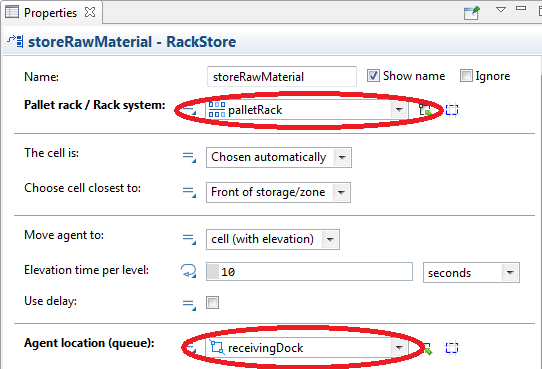 Properties
storeRawMaterial - RackStore
Name: storeRawMaterial Show name Ignore
Pallet rack / Rack system: palletRack
The cell is: Chosen automatically
Choose cell closest to: Front of storage/zone
Move agent to: cell (with elevation)
Elevation time per level: 10 seconds
Use delay:
Agent location (queue): receivingDock